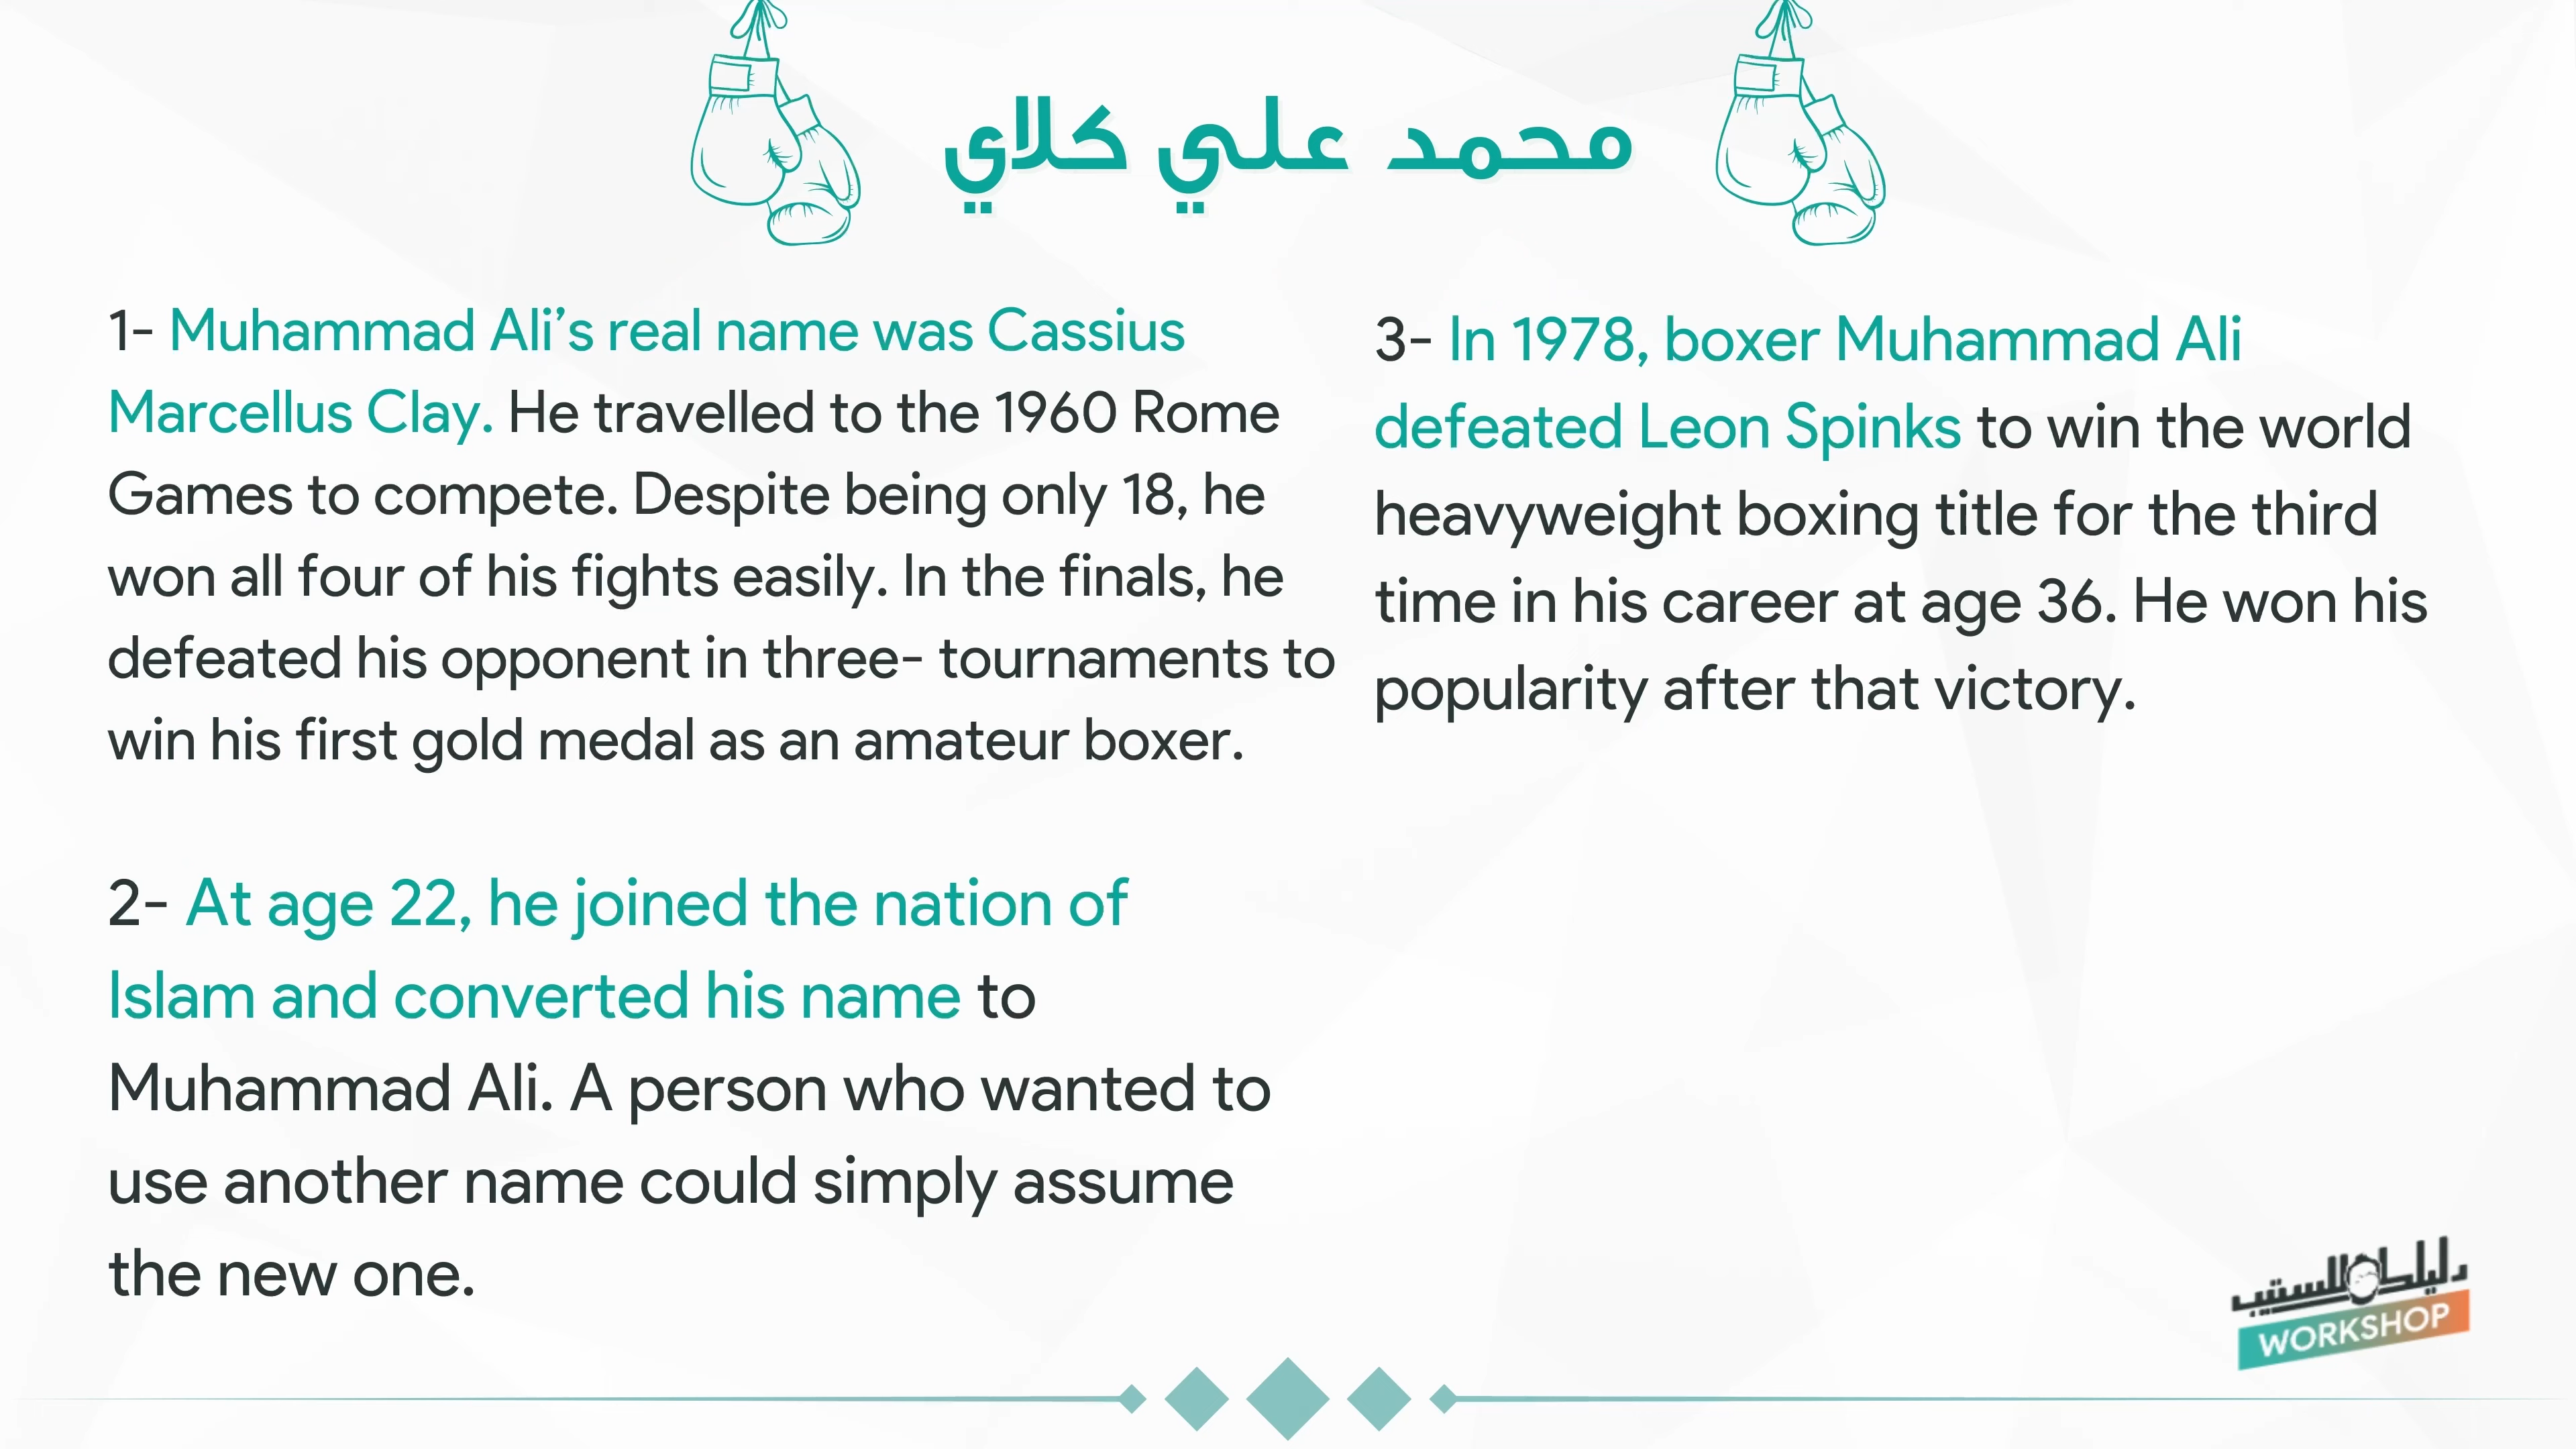 محمد علي كلاي
1- Muhammad Ali’s real name was Cassius
Marcellus Clay. He travelled to the 1960 Rome
Games to compete. Despite being only 18, he
won all four of his fights easily. In the finals, he
defeated his opponent in three- tournaments to
win his first gold medal as an amateur boxer.
2- At age 22, he joined the nation of
Islam and converted his name to
Muhammad Ali. A person who wanted to
use another name could simply assume
the new one.
3- In 1978, boxer Muhammad Ali
defeated Leon Spinks to win the world
heavyweight boxing title for the third
time in his career at age 36. He won his
popularity after that victory.
دليلك للستيب
WORKSHOP